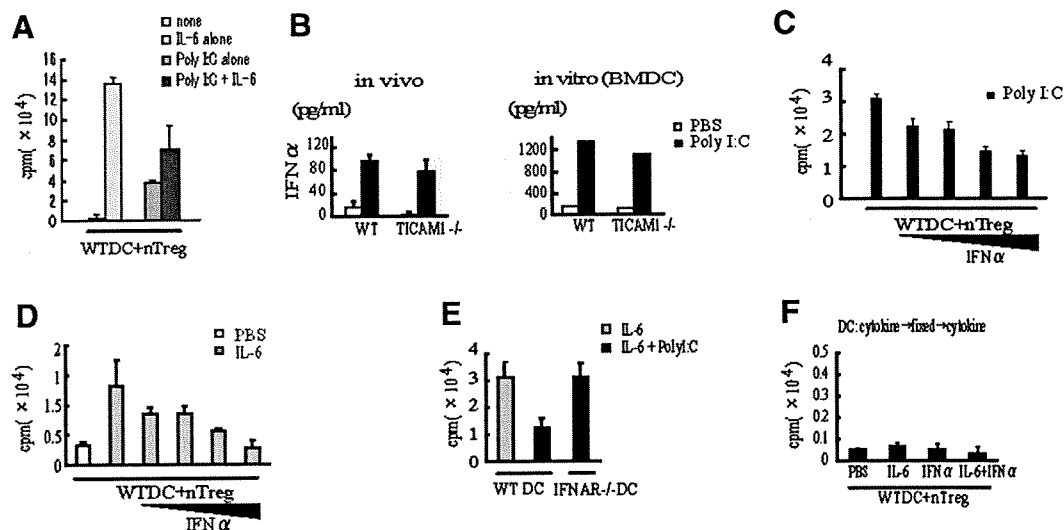 A
none
IL-6 alone
Poly I:C alone
Poly I:C + IL-6
cpm( × 10⁴)
16
14
12
10
8
6
4
2
0
WTDC+nTreg
B
in vivo
(pg/ml)
IFNα
120
80
40
0
WT TICAM1 -/-
in vitro (BMDC)
(pg/ml)
PBS
Poly I:C
1200
800
400
0
WT TICAM1 -/-
C
Poly I:C
cpm( × 10⁴)
4
3
2
1
0
WTDC+nTreg
IFNα
D
PBS
IL-6
cpm( × 10⁴)
2
1.5
0.5
0
WTDC+nTreg
IFN α
E
IL-6
IL-6 +PolyI:C
cpm( × 10⁴)
4
3
2
1
0
WT DC IFNAR-/-DC
F
DC:cytokine→fixed→cytokine
cpm( × 10⁴)
0.5
0.4
0.3
0.2
0.1
0
PBS IL-6 IFNα IL-6+IFNα
WTDC+nTreg